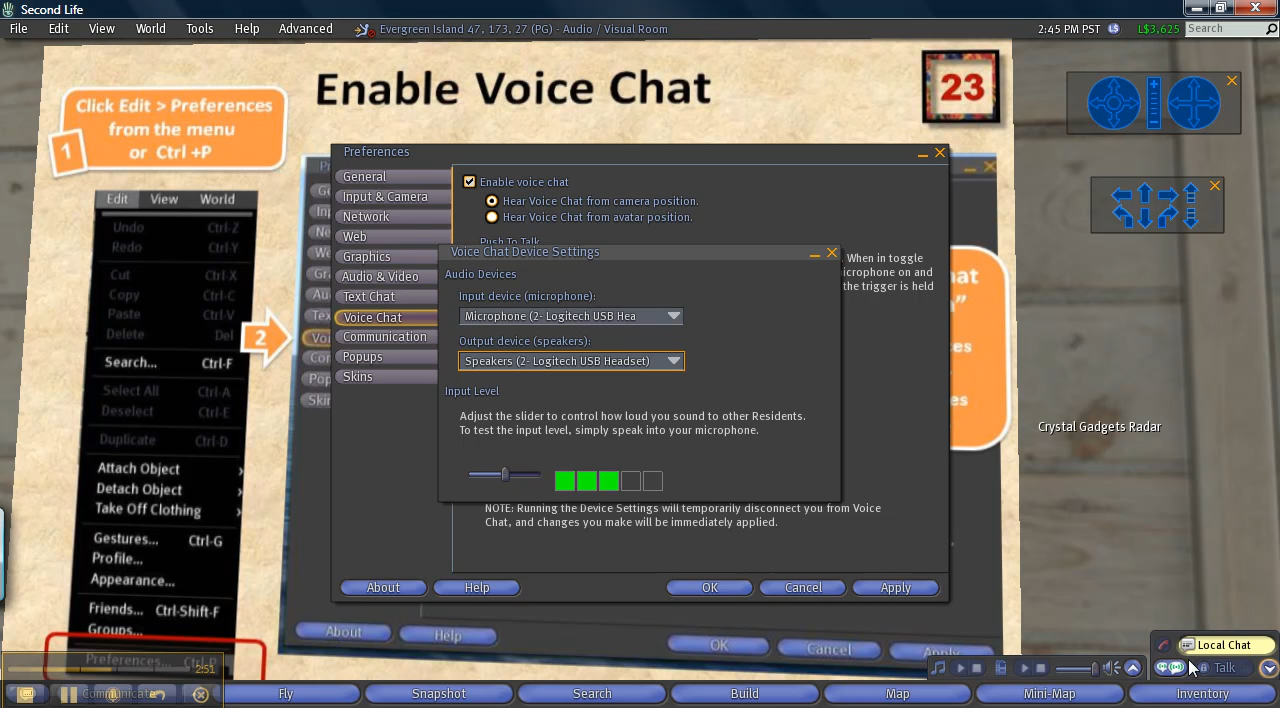 Second Life
File Edit View World Tools Help Advanced
Evergreen Island 47, 173, 27 (PG) - Audio / Visual Room
2:45 PM PST
L$3,625
Search
Enable Voice Chat
23
Click Edit > Preferences
from the menu
or Ctrl +P
1
Edit View World
Undo Ctrl-Z
Redo Ctrl-Y
Cut Ctrl-X
Copy Ctrl-C
Paste Ctrl-V
Delete Del
Search... Ctrl-F
Select All Ctrl-A
Deselect Ctrl-E
Duplicate Ctrl-D
Attach Object
Detach Object
Take Off Clothing
Gestures... Ctrl-G
Profile...
Appearance...
Friends... Ctrl-Shift-F
Groups...
Preferences... Ctrl-P
2
Preferences
General
Input & Camera
Network
Web
Graphics
Audio & Video
Text Chat
Voice Chat
Communication
Popups
Skins
Enable voice chat
Hear Voice Chat from camera position.
Hear Voice Chat from avatar position.
Push To Talk
When in toggle
microphone on and
the trigger is held
Voice Chat Device Settings
Audio Devices
Input device (microphone):
Microphone (2- Logitech USB Hea
Output device (speakers):
Speakers (2- Logitech USB Headset)
Input Level
Adjust the slider to control how loud you sound to other Residents.
To test the input level, simply speak into your microphone.
NOTE: Running the Device Settings will temporarily disconnect you from Voice
Chat, and changes you make will be immediately applied.
About Help OK Cancel Apply
About Help OK Cancel Apply
Crystal Gadgets Radar
Local Chat
Talk
2:51
Communicate
Fly Snapshot Search Build Map Mini-Map Inventory